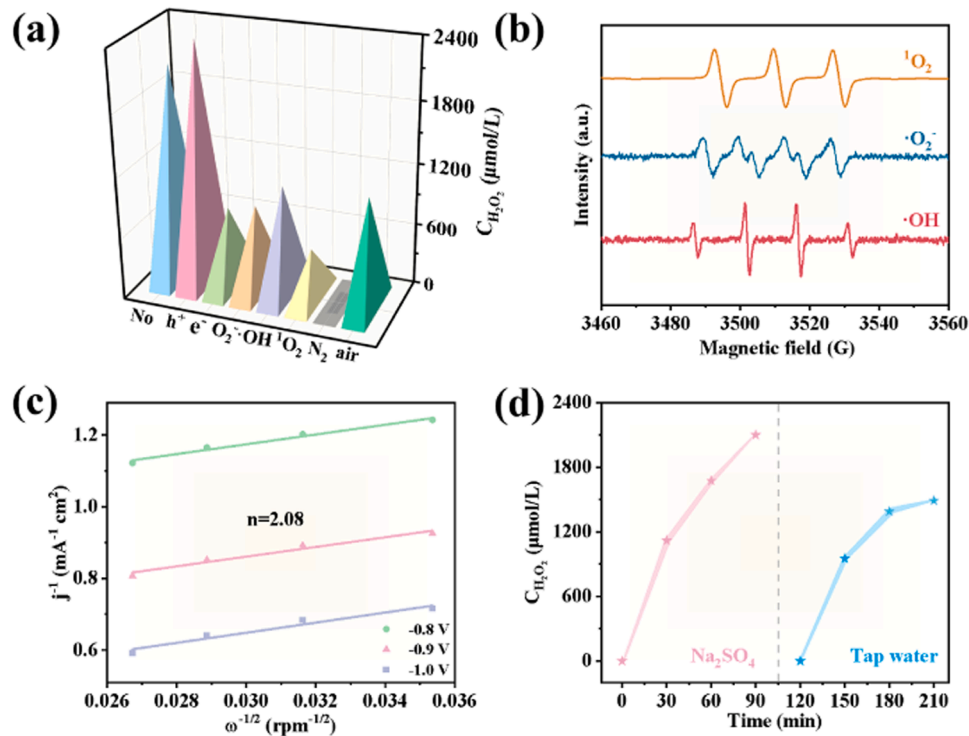 (a)
2400
1800
1200
600
0
C_H₂O₂ (μmol/L)
No h⁺ e⁻ O₂⁻ ·OH ¹O₂ N₂ air
(b)
¹O₂
·O₂⁻
·OH
Intensity (a.u.)
3460 3480 3500 3520 3540 3560
Magnetic field (G)
(c)
1.2
1.0
0.8
0.6
j⁻¹ (mA⁻¹ cm²)
n=2.08
-0.8 V
-0.9 V
-1.0 V
0.026 0.028 0.030 0.032 0.034 0.036
ω⁻¹/² (rpm⁻¹/²)
(d)
2400
1800
1200
600
0
C_H₂O₂ (μmol/L)
Na₂SO₄ Tap water
0 30 60 90 120 150 180 210
Time (min)